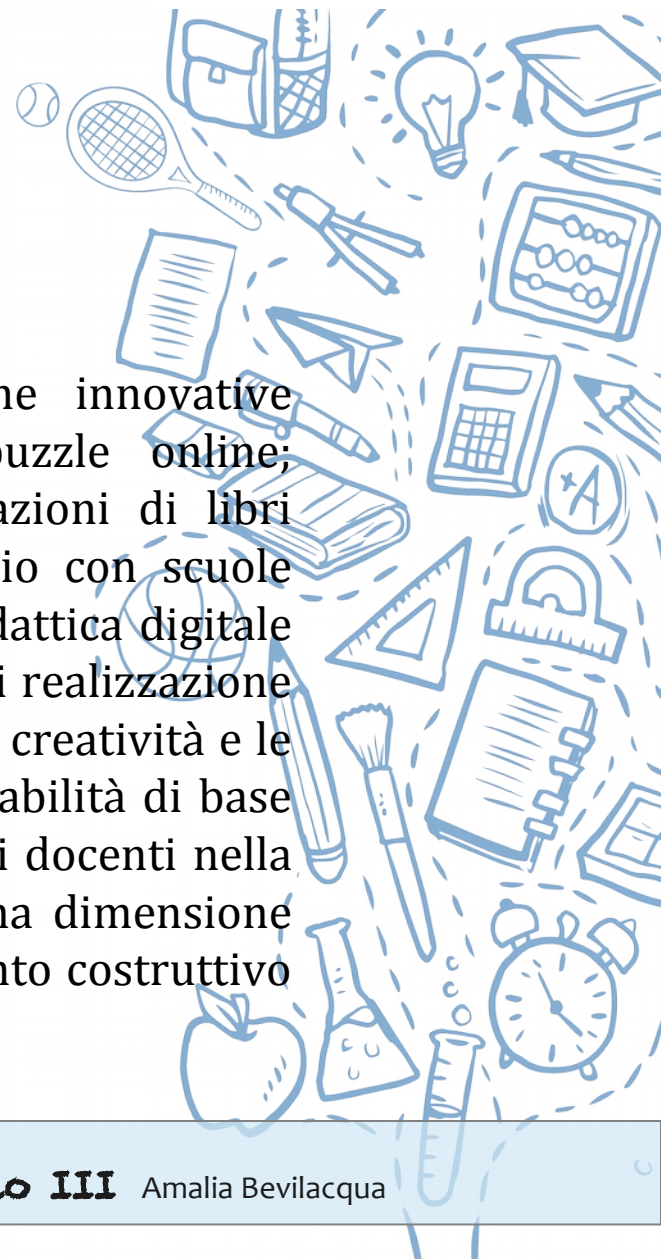 ne innovative
puzzle online;
azioni di libri
io con scuole
dattica digitale
i realizzazione
creatività e le
abilità di base
i docenti nella
na dimensione
nto costruttivo
o III Amalia Bevilacqua